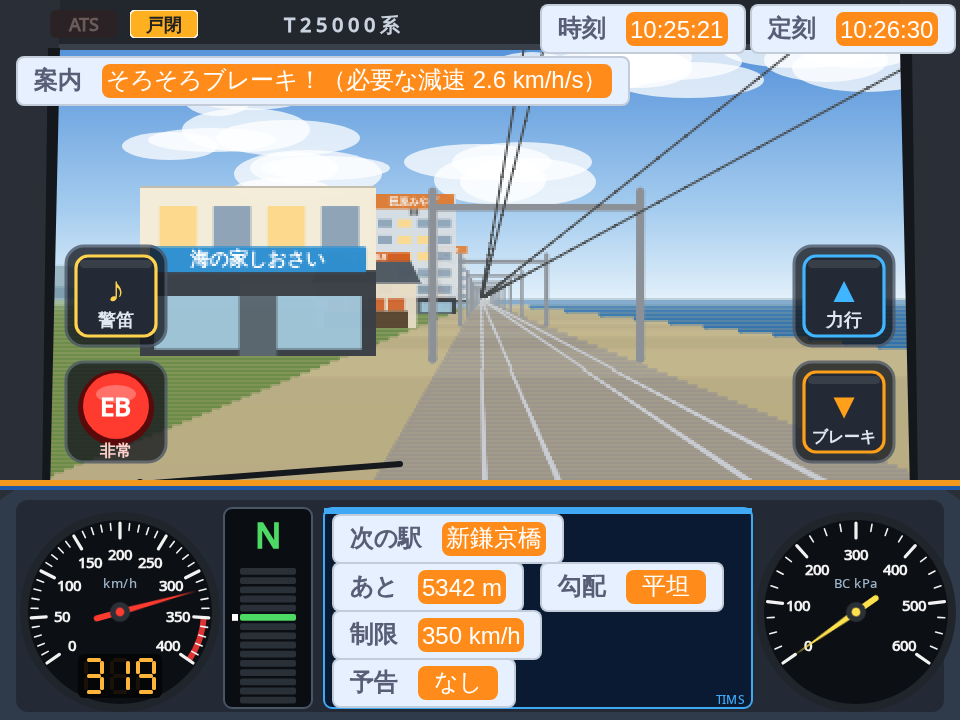 ATS
戸閉
T25000系
時刻 10:25:21
定刻 10:26:30
案内 そろそろブレーキ！（必要な減速 2.6 km/h/s）
海の家しおさい
♪
警笛
EB
非常
▲
力行
▼
ブレーキ
0
50
100
150
200
250
300
350
400
km/h
319
N
次の駅 新鎌京橋
あと 5342 m
勾配 平坦
制限 350 km/h
予告 なし
TIMS
0
100
200
300
400
500
600
BC kPa